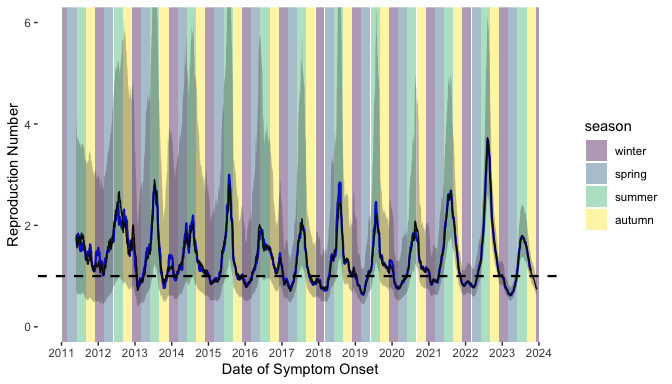 6
4
2
0
Reproduction Number
2011 2012 2013 2014 2015 2016 2017 2018 2019 2020 2021 2022 2023 2024
Date of Symptom Onset
season
winter
spring
summer
autumn